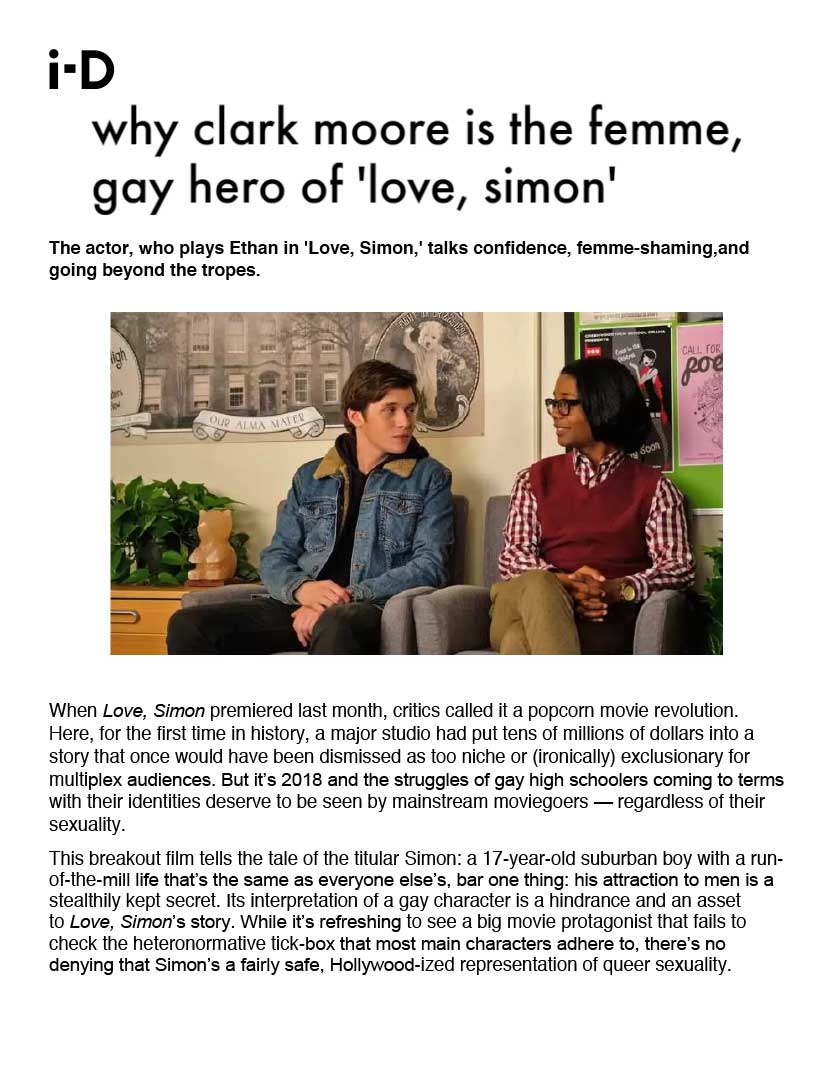 i-D
why clark moore is the femme,
gay hero of 'love, simon'
The actor, who plays Ethan in 'Love, Simon,' talks confidence, femme-shaming,and
going beyond the tropes.
OUR ALMA MATER
CALL FOR
When Love, Simon premiered last month, critics called it a popcorn movie revolution.
Here, for the first time in history, a major studio had put tens of millions of dollars into a
story that once would have been dismissed as too niche or (ironically) exclusionary for
multiplex audiences. But it’s 2018 and the struggles of gay high schoolers coming to terms
with their identities deserve to be seen by mainstream moviegoers — regardless of their
sexuality.
This breakout film tells the tale of the titular Simon: a 17-year-old suburban boy with a run-
of-the-mill life that’s the same as everyone else’s, bar one thing: his attraction to men is a
stealthily kept secret. Its interpretation of a gay character is a hindrance and an asset
to Love, Simon’s story. While it’s refreshing to see a big movie protagonist that fails to
check the heteronormative tick-box that most main characters adhere to, there’s no
denying that Simon’s a fairly safe, Hollywood-ized representation of queer sexuality.